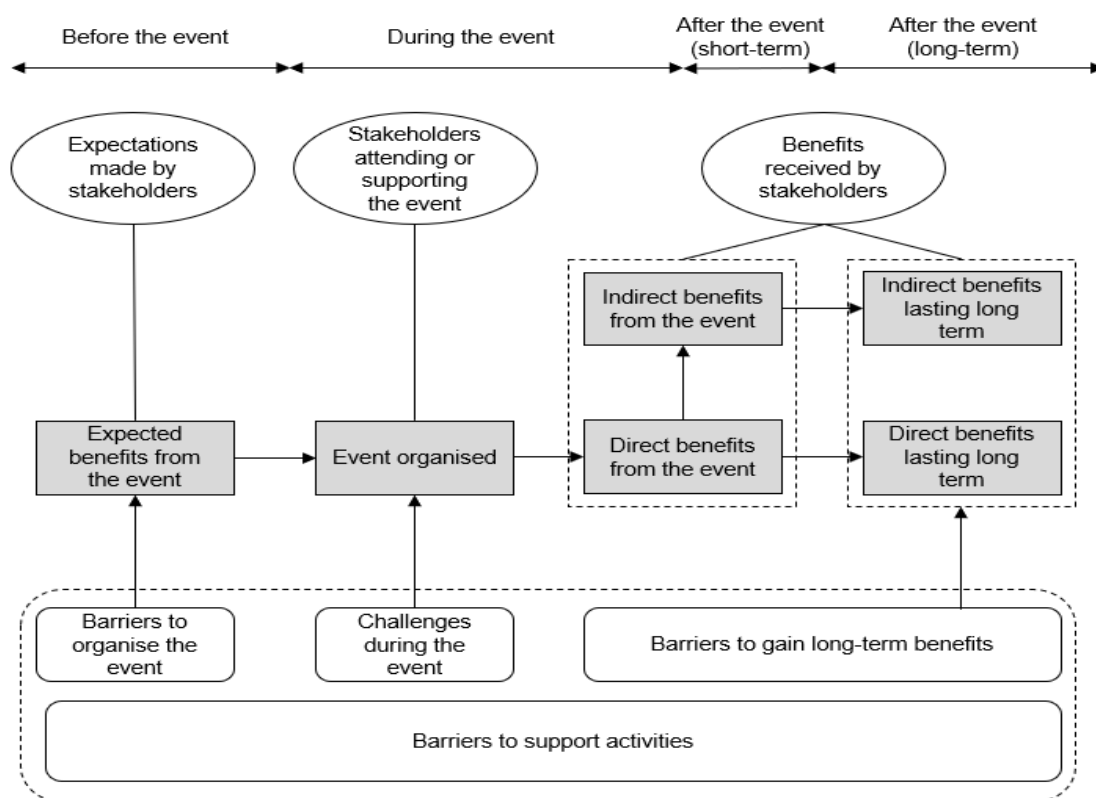 Before the event
During the event
After the event
(short-term)
After the event
(long-term)
Expectations
made by
stakeholders
Stakeholders
attending or
supporting
the event
Benefits
received by
stakeholders
Indirect benefits
from the event
Indirect benefits
lasting long
term
Expected
benefits from
the event
Event organised
Direct benefits
from the event
Direct benefits
lasting long
term
Barriers to
organise the
event
Challenges
during the
event
Barriers to gain long-term benefits
Barriers to support activities